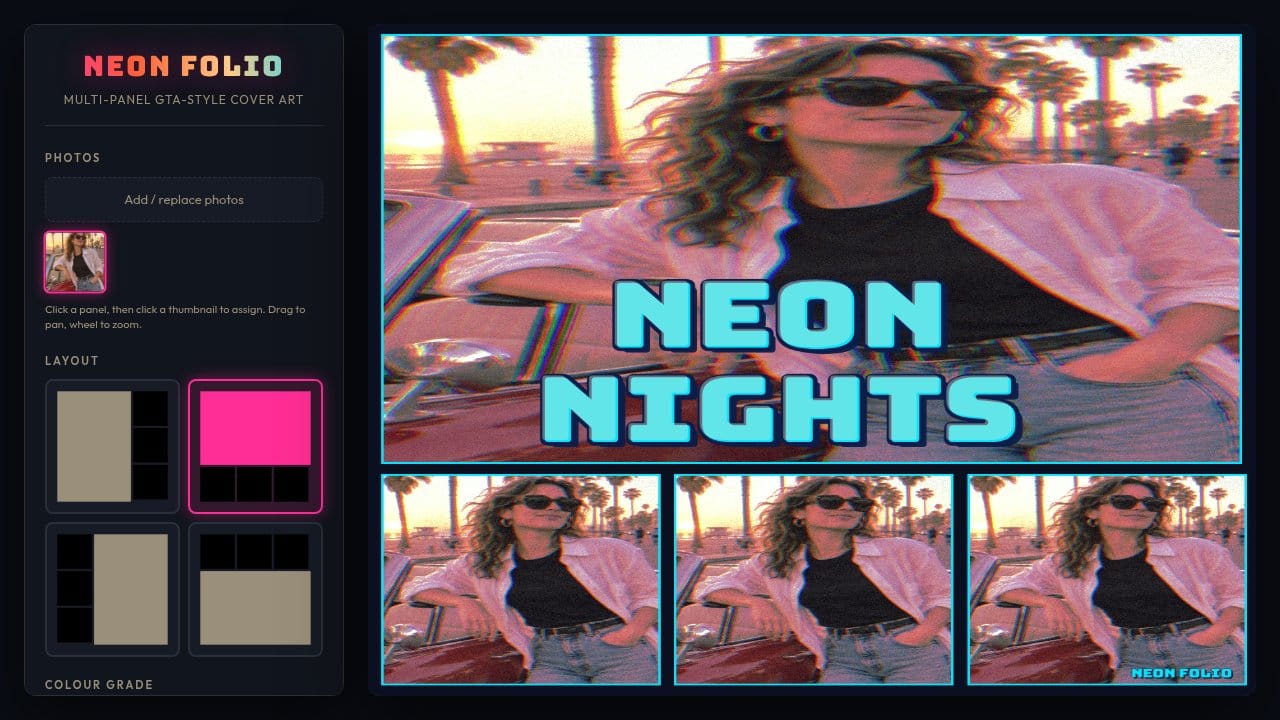 NEON FOLIO
MULTI-PANEL GTA-STYLE COVER ART
PHOTOS
Add / replace photos
Click a panel, then click a thumbnail to assign. Drag to
pan, wheel to zoom.
LAYOUT
COLOUR GRADE
NEON
NIGHTS
NEON FOLIO